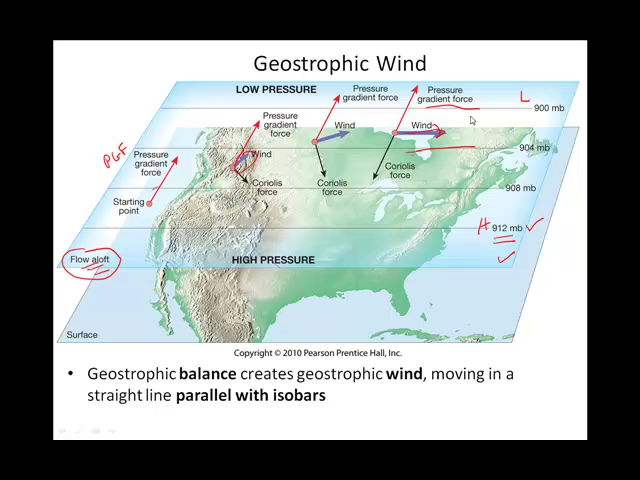 Geostrophic Wind
LOW PRESSURE
Pressure
gradient
force
Pressure
gradient force
Pressure
gradient force
L
900 mb
Wind
Wind
Wind
904 mb
PGF
Pressure
gradient
force
Coriolis
force
Coriolis
force
Coriolis
force
908 mb
Starting
point
H 912 mb
Flow aloft
HIGH PRESSURE
Surface
Copyright © 2010 Pearson Prentice Hall, Inc.
• Geostrophic balance creates geostrophic wind, moving in a
straight line parallel with isobars